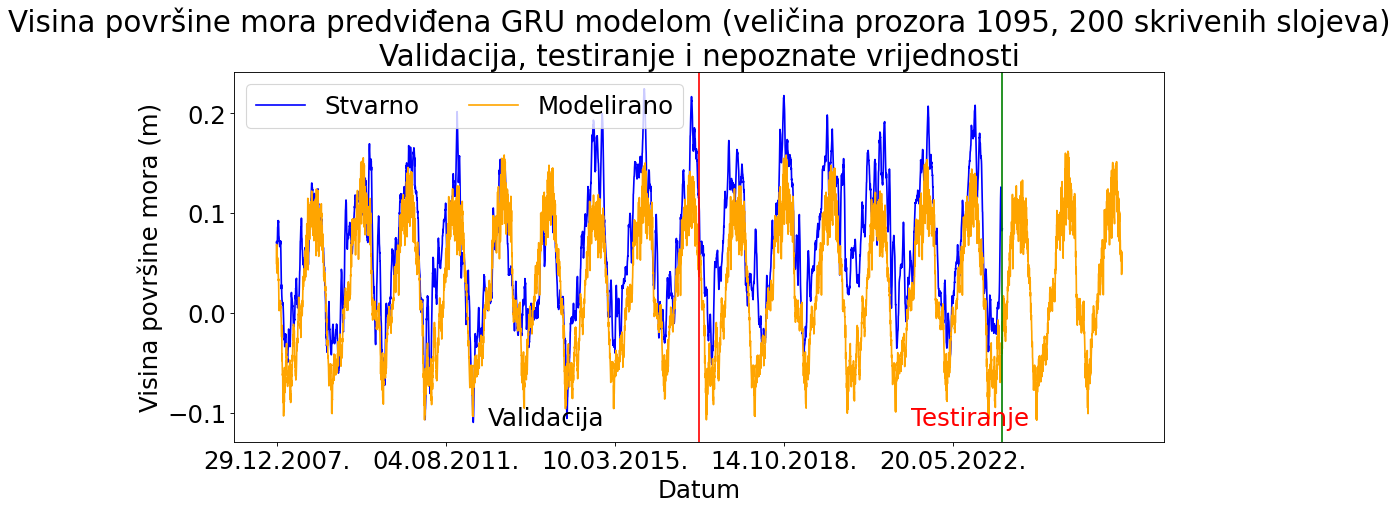 Visina površine mora predviđena GRU modelom (veličina prozora 1095, 200 skrivenih slojeva)
Validacija, testiranje i nepoznate vrijednosti
Stvarno Modelirano
Visina površine mora (m)
0.2
0.1
0.0
−0.1
Validacija
Testiranje
29.12.2007. 04.08.2011. 10.03.2015. 14.10.2018. 20.05.2022.
Datum